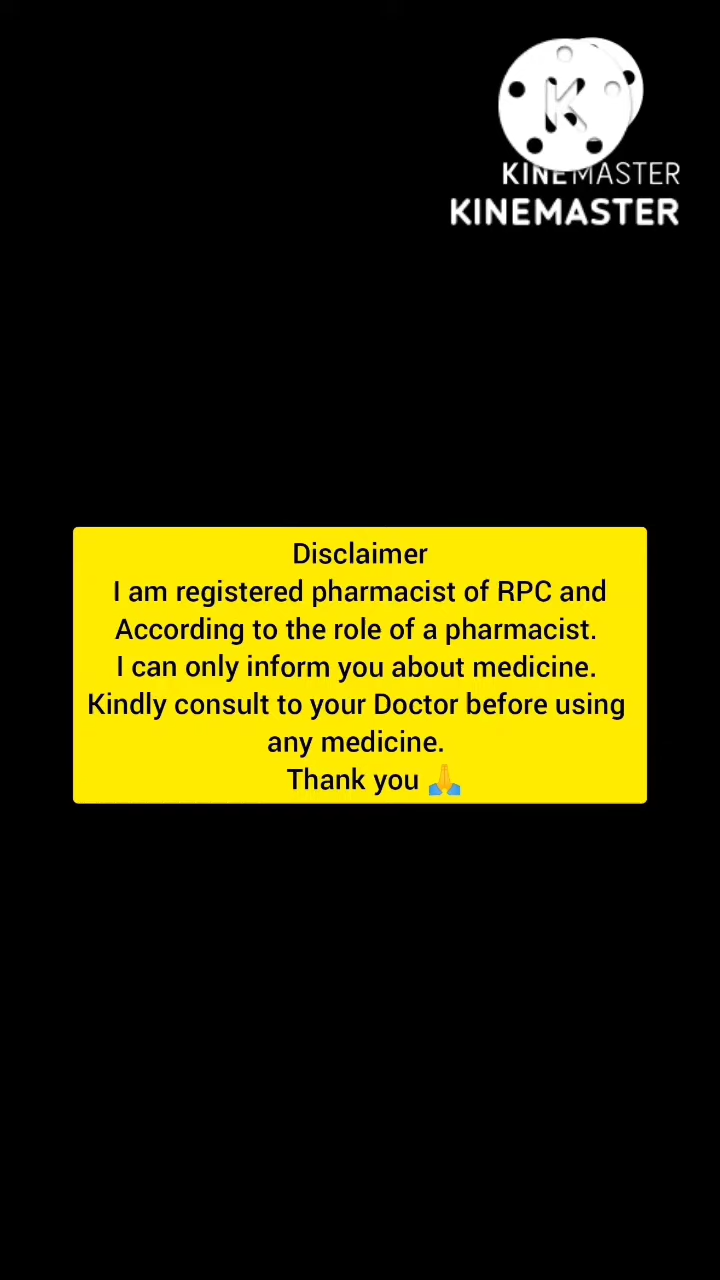 K
KINEMASTER
KINEMASTER
Disclaimer
I am registered pharmacist of RPC and
According to the role of a pharmacist.
I can only inform you about medicine.
Kindly consult to your Doctor before using
any medicine.
Thank you 🙏